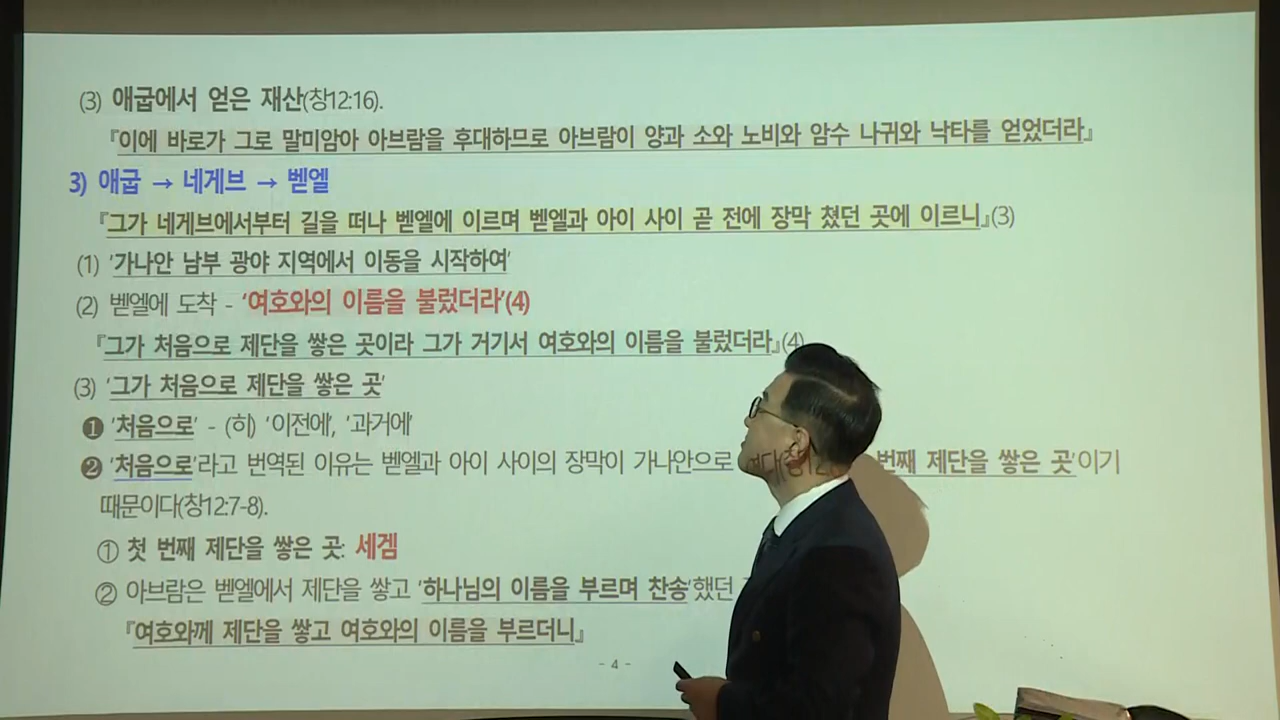 (3) 애굽에서 얻은 재산(창12:16).
『이에 바로가 그로 말미암아 아브람을 후대하므로 아브람이 양과 소와 노비와 암수 나귀와 낙타를 얻었더라』
3) 애굽 → 네게브 → 벧엘
『그가 네게브에서부터 길을 떠나 벧엘에 이르며 벧엘과 아이 사이 곧 전에 장막 쳤던 곳에 이르니』(3)
(1) '가나안 남부 광야 지역에서 이동을 시작하여'
(2) 벧엘에 도착 - '여호와의 이름을 불렀더라'(4)
『그가 처음으로 제단을 쌓은 곳이라 그가 거기서 여호와의 이름을 불렀더라』(4)
(3) '그가 처음으로 제단을 쌓은 곳'
❶ '처음으로' - (히) '이전에', '과거에'
❷ '처음으로'라고 번역된 이유는 벧엘과 아이 사이의 장막이 가나안으로 번째 제단을 쌓은 곳'이기
때문이다(창12:7-8).
① 첫 번째 제단을 쌓은 곳: 세겜
② 아브람은 벧엘에서 제단을 쌓고 '하나님의 이름을 부르며 찬송'했던
『여호와께 제단을 쌓고 여호와의 이름을 부르더니』
- 4 -